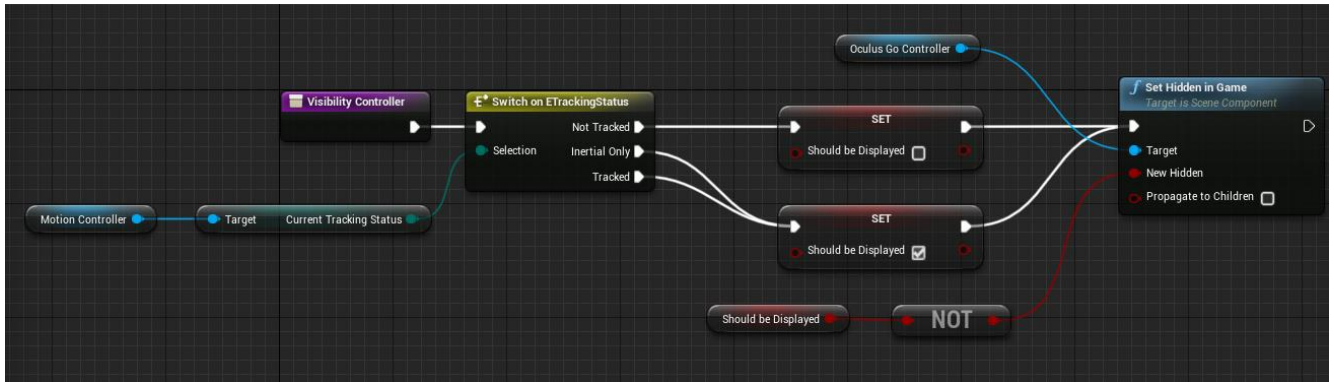 Oculus Go Controller
Visibility Controller
Switch on ETrackingStatus
Not Tracked
Selection
Inertial Only
Tracked
SET
Should be Displayed
Set Hidden in Game
Target is Scene Component
Target
New Hidden
Propagate to Children
Motion Controller
Target
Current Tracking Status
SET
Should be Displayed
Should be Displayed
NOT